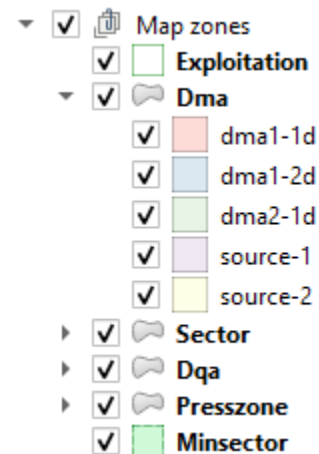 Map zones
Exploitation
Dma
dma1-1d
dma1-2d
dma2-1d
source-1
source-2
Sector
Dqa
Presszone
Minsector